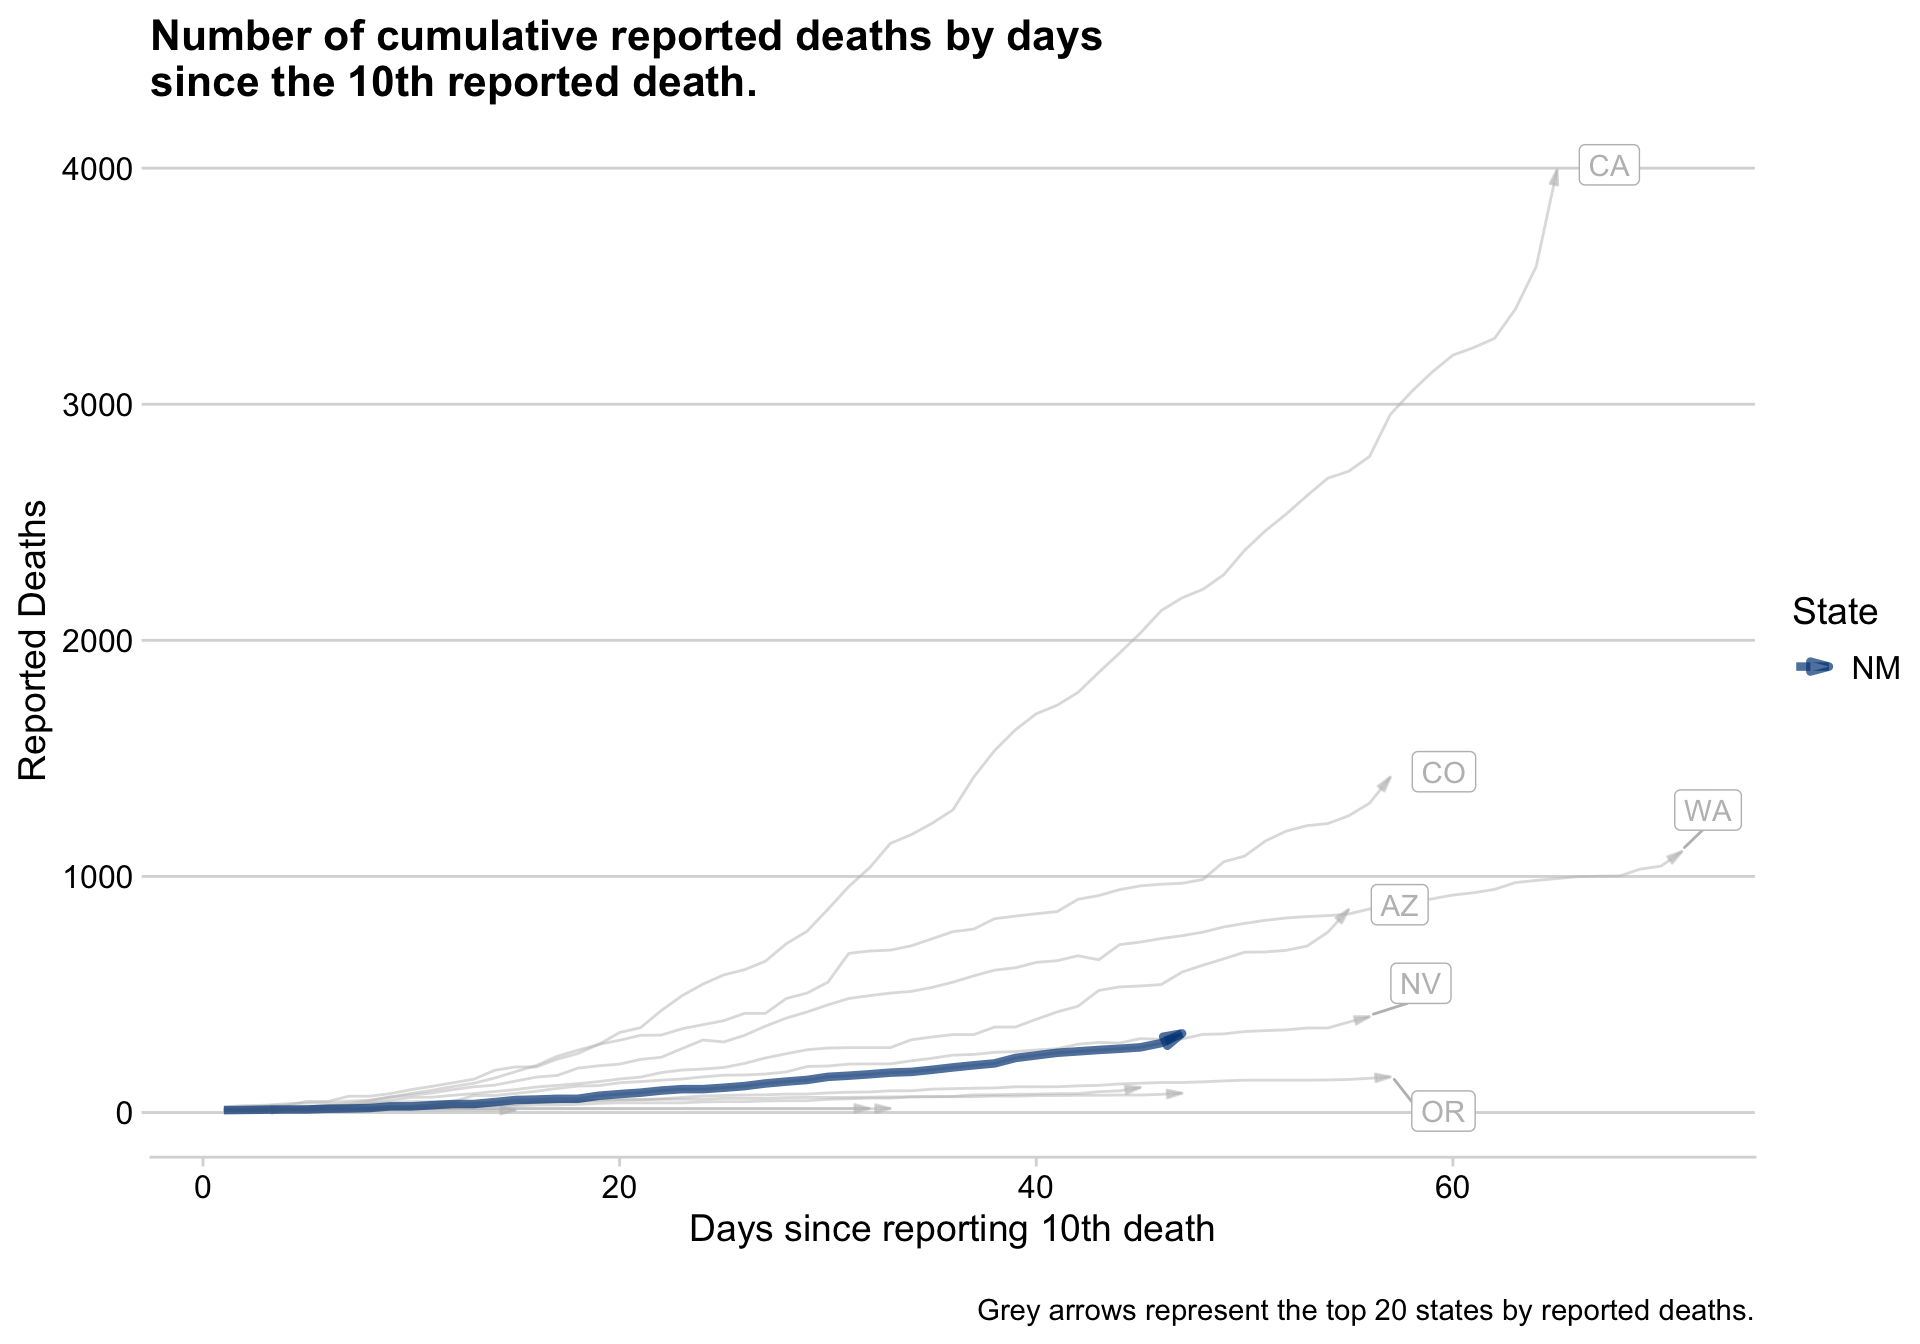 Number of cumulative reported deaths by days
since the 10th reported death.
4000
3000
2000
1000
0
Reported Deaths
CA
CO
WA
AZ
NV
OR
State
NM
0
20
40
60
Days since reporting 10th death
Grey arrows represent the top 20 states by reported deaths.